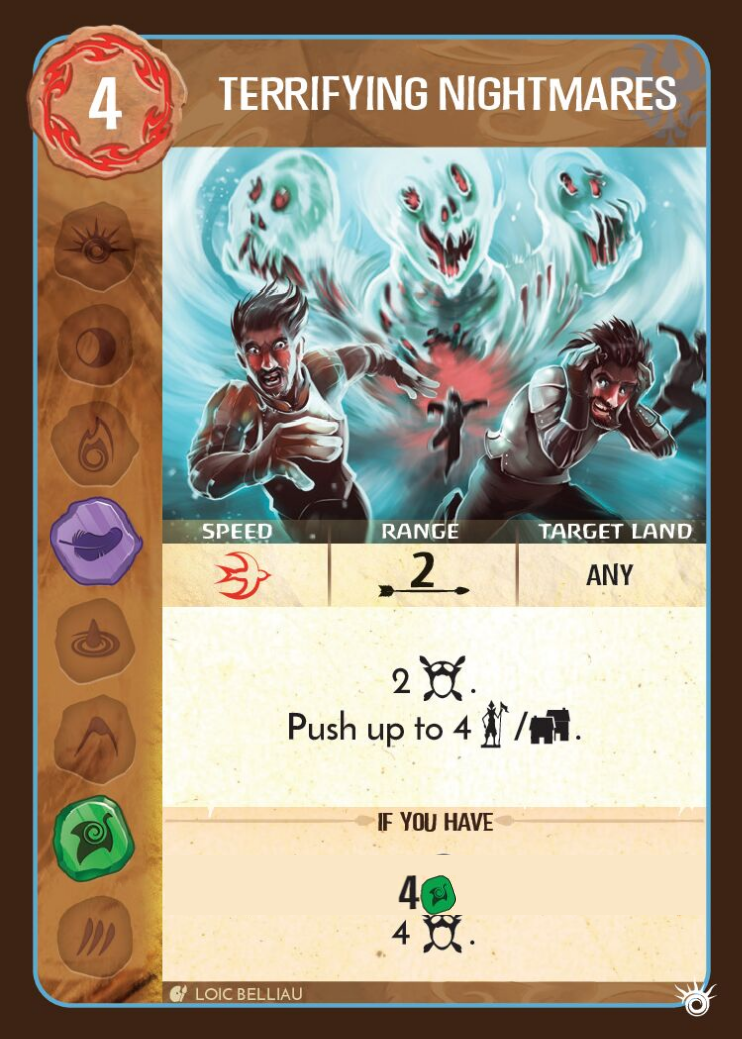 4
TERRIFYING NIGHTMARES
SPEED RANGE TARGET LAND
2 ANY
2 .
Push up to 4 / .
IF YOU HAVE
4
4 .
LOIC BELLIAU